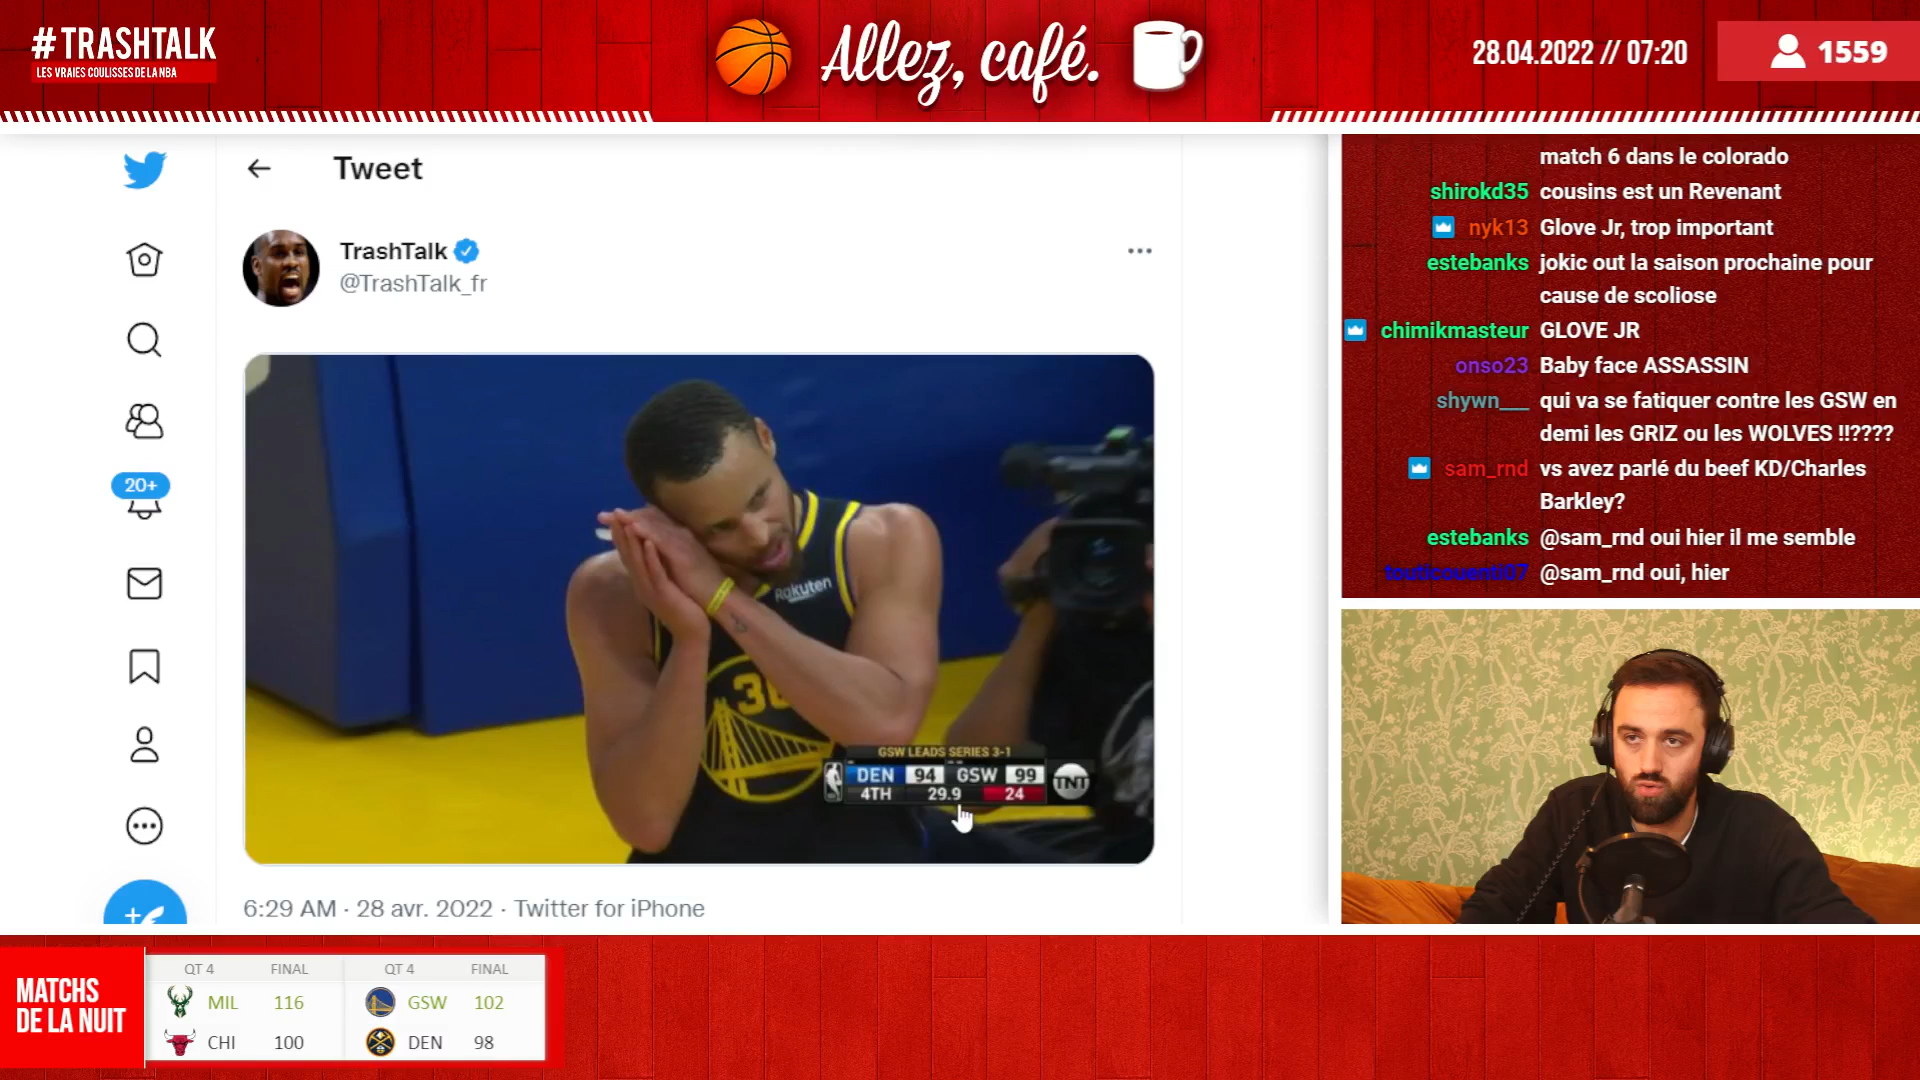 #TRASHTALK
LES VRAIES COULISSES DE LA NBA
Allez, café.
28.04.2022 // 07:20
1559
Tweet
TrashTalk
@TrashTalk_fr
20+
Rakuten
30
GSW LEADS SERIES 3-1
DEN 94 GSW 99
4TH 29.9 24
TNT
6:29 AM · 28 avr. 2022 · Twitter for iPhone
match 6 dans le colorado
shirokd35 cousins est un Revenant
nyk13 Glove Jr, trop important
estebanks jokic out la saison prochaine pour
cause de scoliose
chimikmasteur GLOVE JR
onso23 Baby face ASSASSIN
shywn___ qui va se fatiquer contre les GSW en
demi les GRIZ ou les WOLVES !!????
sam_rnd vs avez parlé du beef KD/Charles
Barkley?
estebanks @sam_rnd oui hier il me semble
touticouenti07 @sam_rnd oui, hier
MATCHS
DE LA NUIT
QT 4 FINAL
MIL 116
CHI 100
QT 4 FINAL
GSW 102
DEN 98